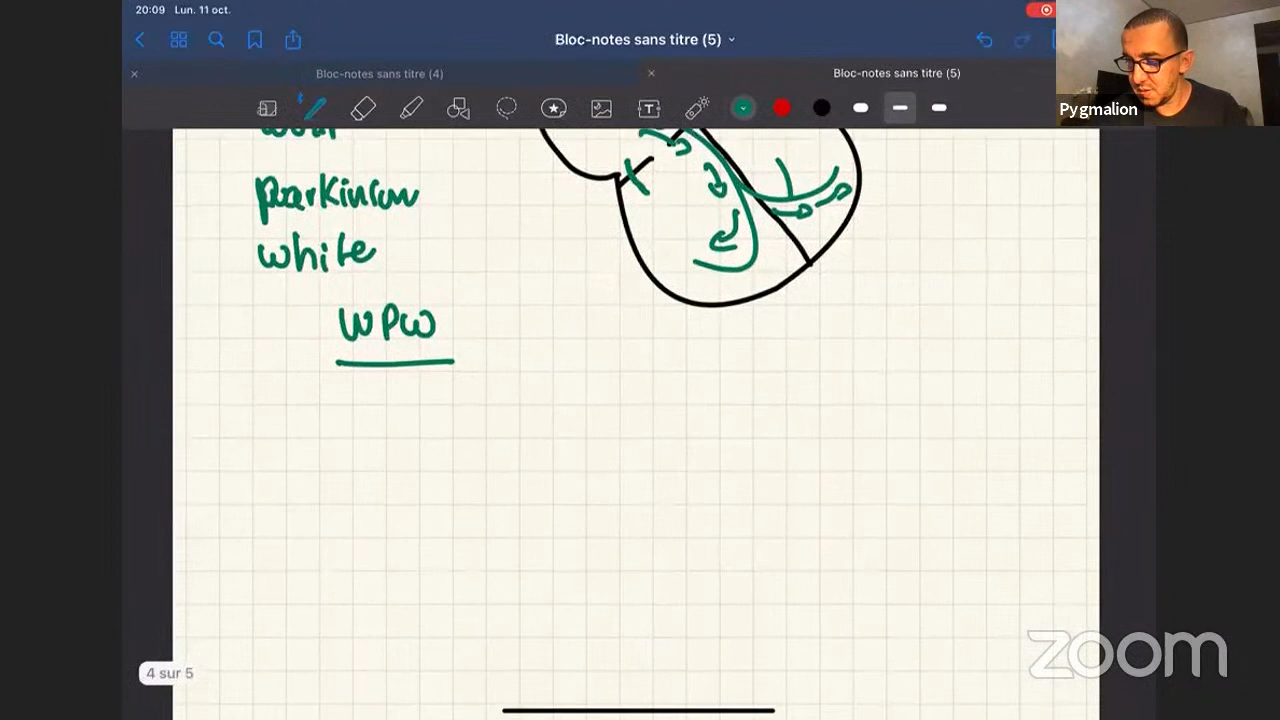 20:09 Lun. 11 oct.
Bloc-notes sans titre (5)
Bloc-notes sans titre (4)
Bloc-notes sans titre (5)
Pygmalion
parkinson
white
WPW
4 sur 5
zoom